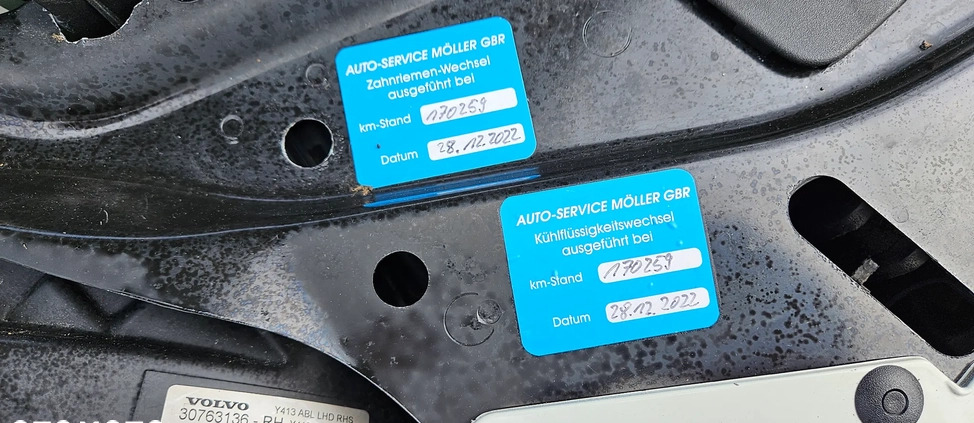 AUTO-SERVICE MÖLLER GBR
Zahnriemen-Wechsel
ausgeführt bei
km-Stand 170259
Datum 28.12.2022
AUTO-SERVICE MÖLLER GBR
Kühlflüssigkeitswechsel
ausgeführt bei
km-Stand 170259
Datum 28.12.2022
VOLVO
30763136 - RH
Y413 ABL LHD RHS